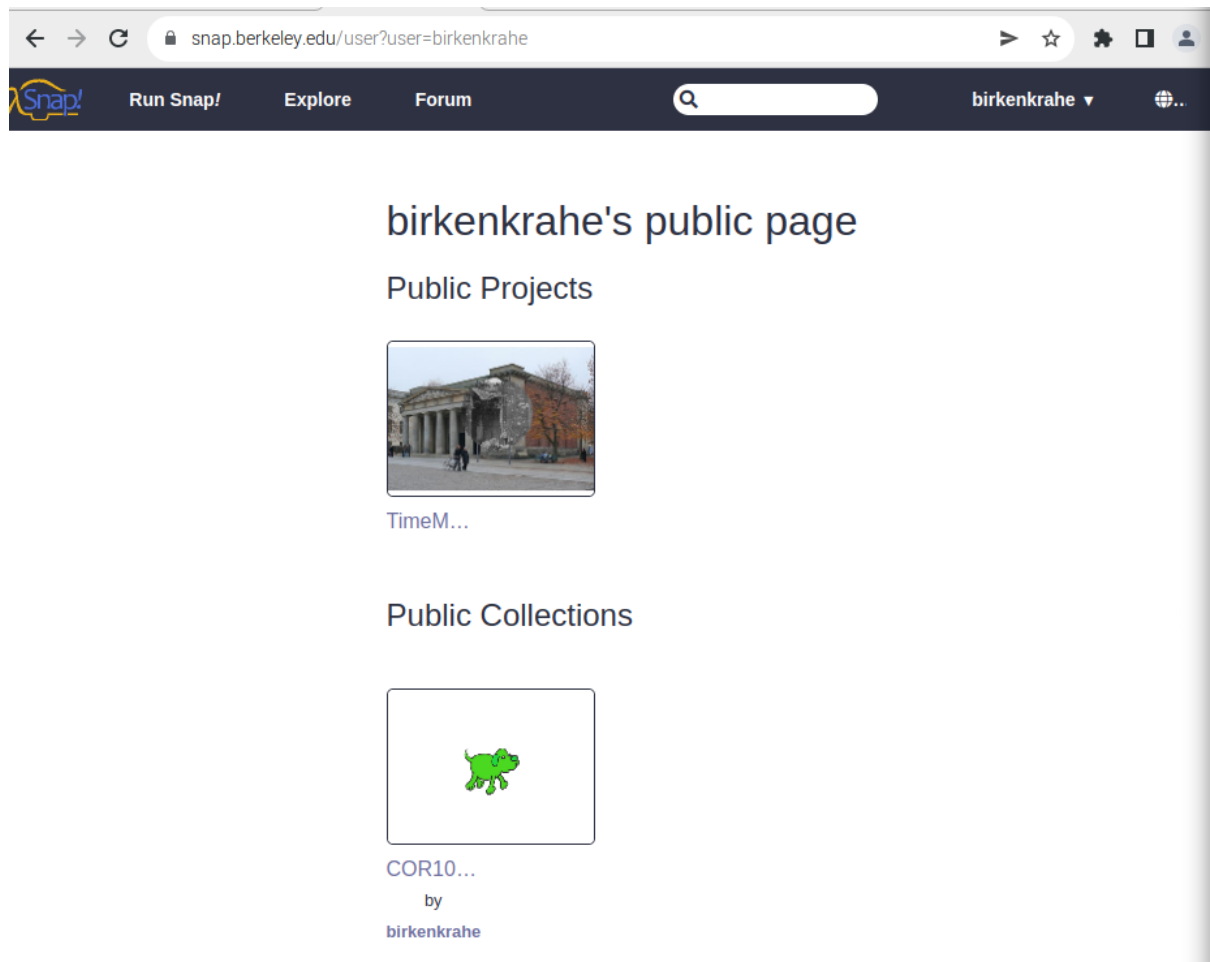 snap.berkeley.edu/user?user=birkenkrahe
Snap! Run Snap! Explore Forum birkenkrahe ▾ ...
birkenkrahe's public page
Public Projects
TimeM...
Public Collections
COR10...
by
birkenkrahe